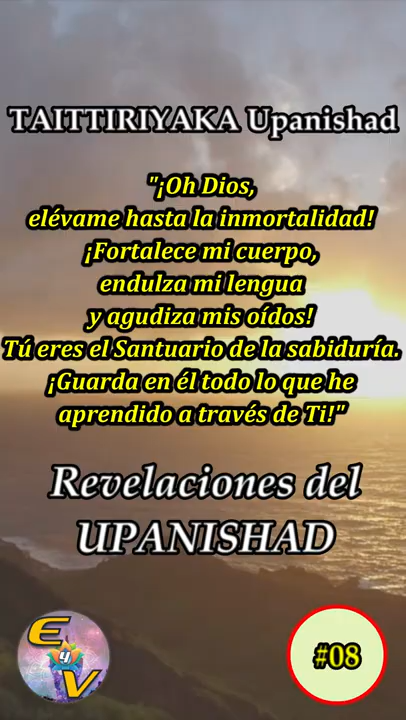 TAITTIRIYAKA Upanishad
"¡Oh Dios,
elévame hasta la inmortalidad!
¡Fortalece mi cuerpo,
endulza mi lengua
y agudiza mis oídos!
Tú eres el Santuario de la sabiduría.
¡Guarda en él todo lo que he
aprendido a través de Ti!"
Revelaciones del
UPANISHAD
E y V
#08